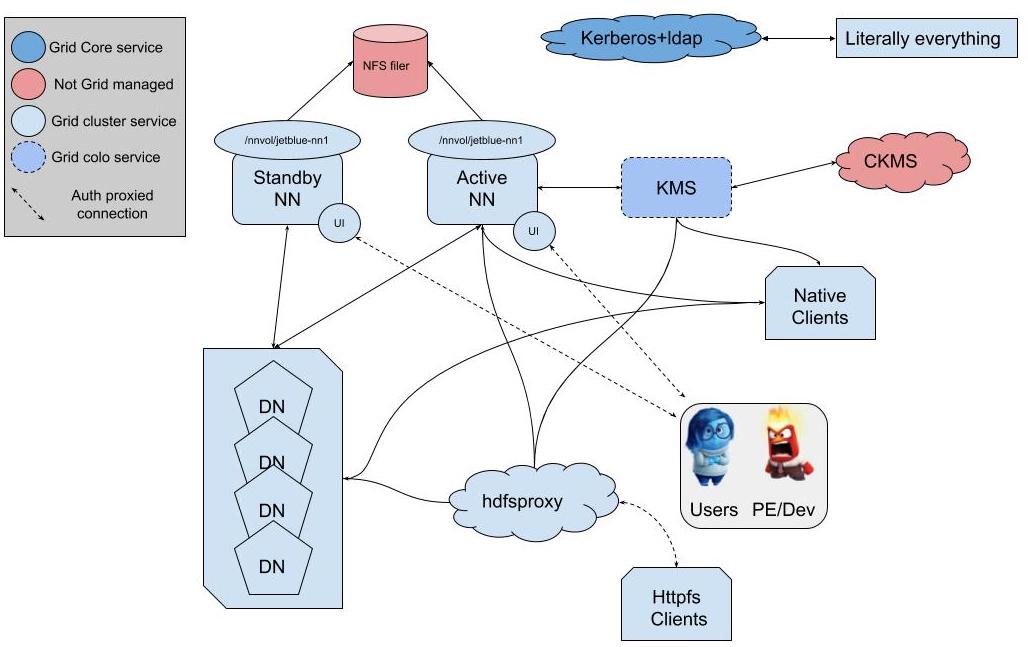 Grid Core service
Not Grid managed
Grid cluster service
Grid colo service
Auth proxied
connection
NFS filer
Kerberos+ldap
Literally everything
/nnvol/jetblue-nn1
/nnvol/jetblue-nn1
Standby
NN
UI
Active
NN
UI
KMS
CKMS
Native
Clients
DN
DN
DN
DN
hdfsproxy
Users
PE/Dev
Httpfs
Clients